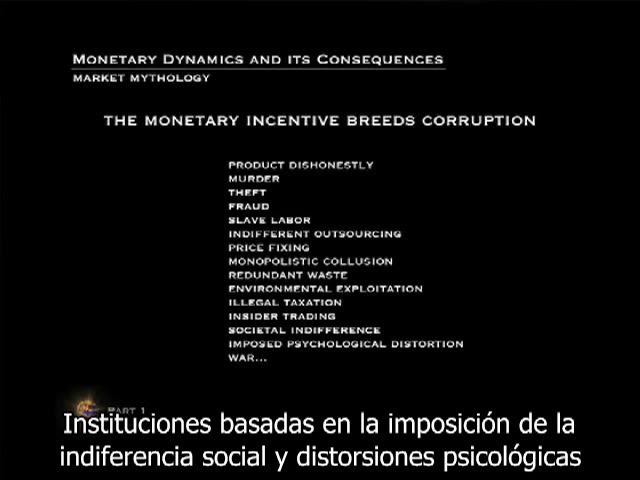 MONETARY DYNAMICS AND ITS CONSEQUENCES
MARKET MYTHOLOGY
THE MONETARY INCENTIVE BREEDS CORRUPTION
PRODUCT DISHONESTLY
MURDER
THEFT
FRAUD
SLAVE LABOR
INDIFFERENT OUTSOURCING
PRICE FIXING
MONOPOLISTIC COLLUSION
REDUNDANT WASTE
ENVIRONMENTAL EXPLOITATION
ILLEGAL TAXATION
INSIDER TRADING
SOCIETAL INDIFFERENCE
IMPOSED PSYCHOLOGICAL DISTORTION
WAR...
PART 1
Instituciones basadas en la imposición de la
indiferencia social y distorsiones psicológicas